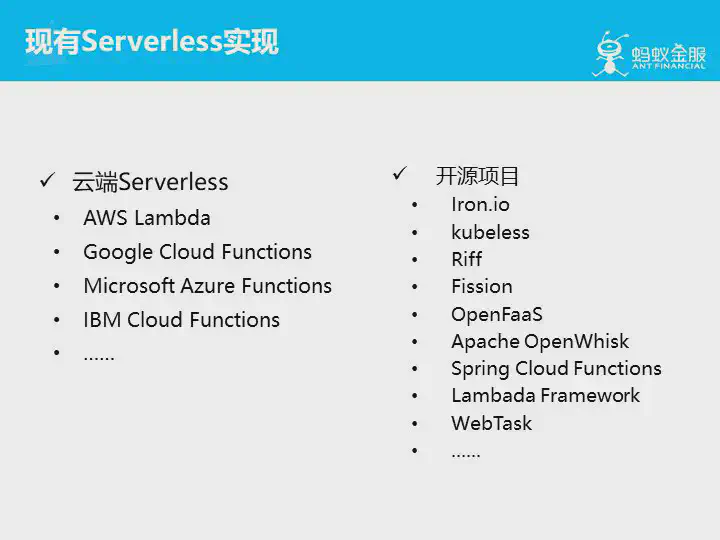 现有Serverless实现
蚂蚁金服
ANT FINANCIAL
✓ 云端Serverless
• AWS Lambda
• Google Cloud Functions
• Microsoft Azure Functions
• IBM Cloud Functions
• ……
✓ 开源项目
• Iron.io
• kubeless
• Riff
• Fission
• OpenFaaS
• Apache OpenWhisk
• Spring Cloud Functions
• Lambada Framework
• WebTask
• ……